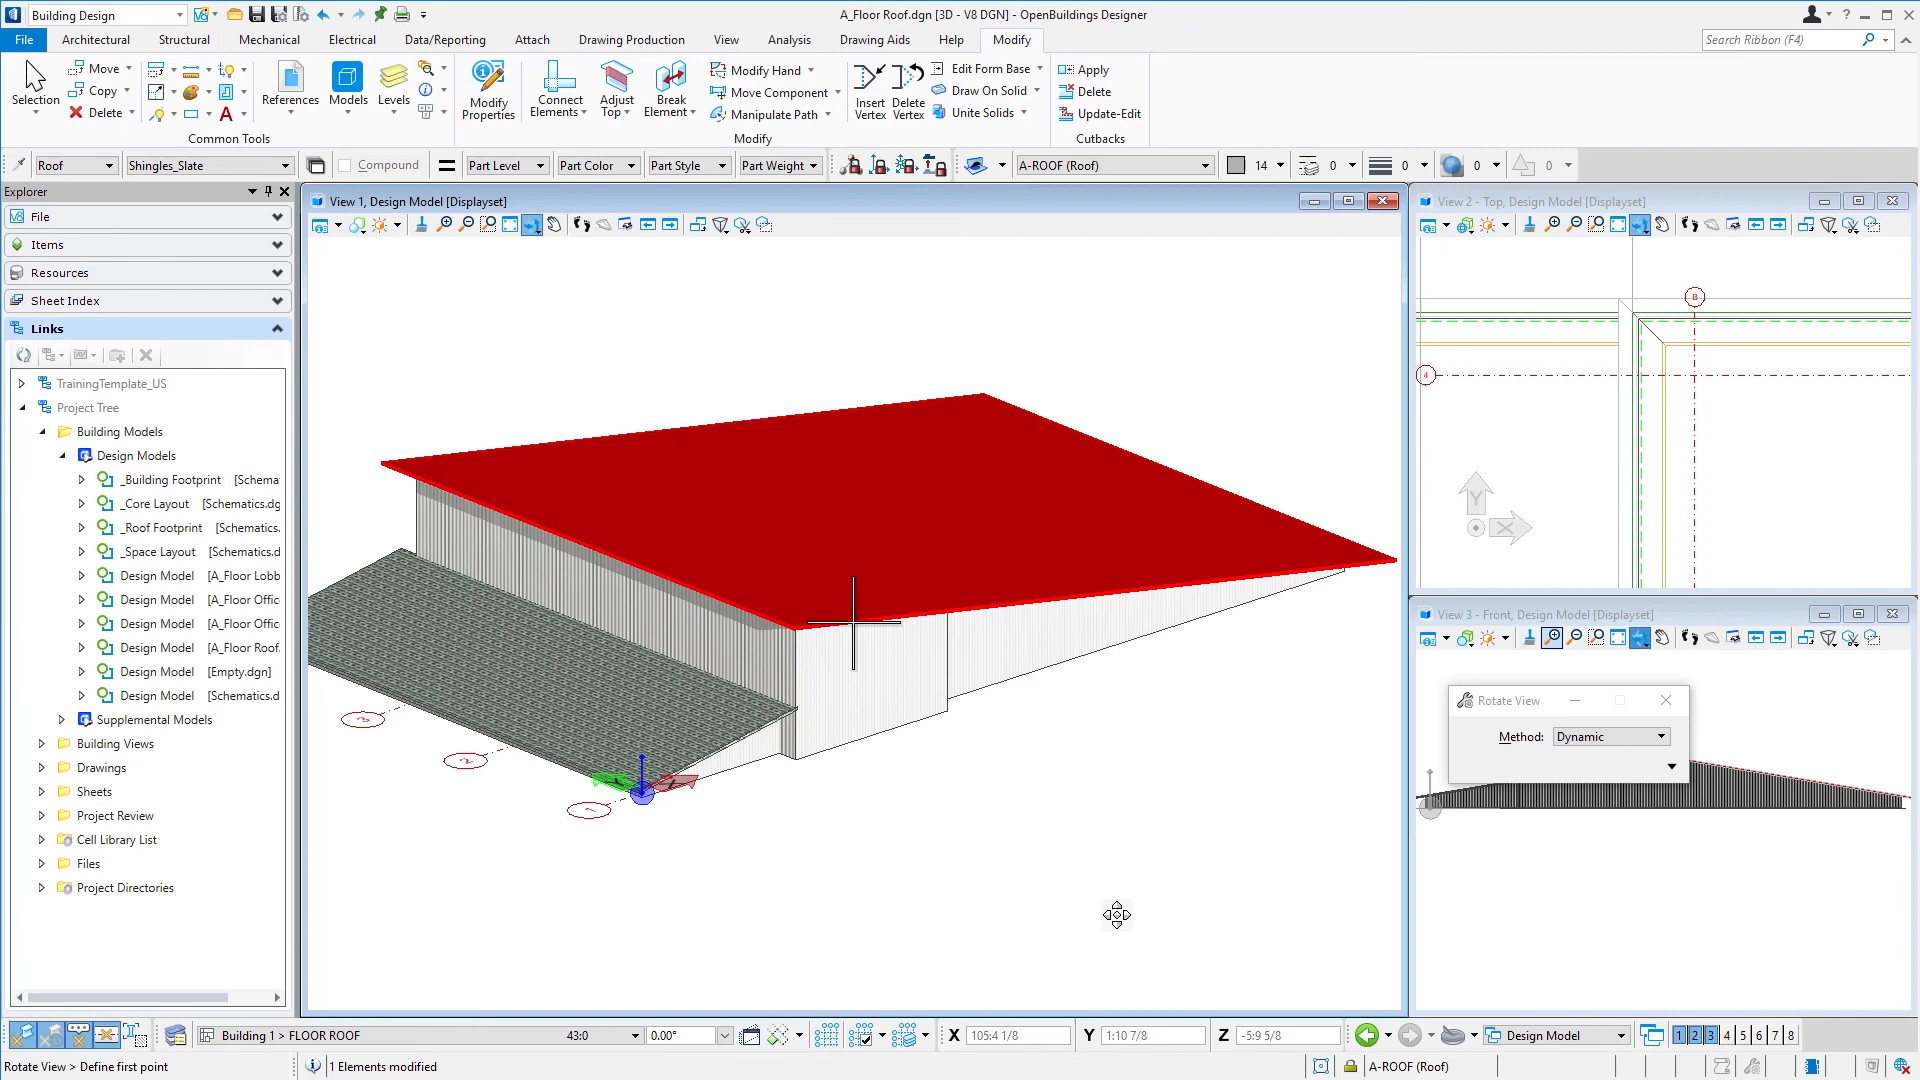 Building Design
A_Floor Roof.dgn [3D - V8 DGN] - OpenBuildings Designer
File Architectural Structural Mechanical Electrical Data/Reporting Attach Drawing Production View Analysis Drawing Aids Help Modify
Search Ribbon (F4)
Selection
Move
Copy
Delete
References
Models
Levels
Common Tools
Modify Properties
Connect Elements
Adjust Top
Break Element
Modify Hand
Move Component
Manipulate Path
Insert Vertex
Delete Vertex
Edit Form Base
Draw On Solid
Unite Solids
Modify
Apply
Delete
Update-Edit
Cutbacks
Roof Shingles_Slate Compound Part Level Part Color Part Style Part Weight A-ROOF (Roof) 14 0 0 0 0
Explorer
File
Items
Resources
Sheet Index
Links
TrainingTemplate_US
Project Tree
Building Models
Design Models
_Building Footprint [Schema
_Core Layout [Schematics.dg
_Roof Footprint [Schematics.
_Space Layout [Schematics.d
Design Model [A_Floor Lobb
Design Model [A_Floor Offic
Design Model [A_Floor Offic
Design Model [A_Floor Roof.
Design Model [Empty.dgn]
Design Model [Schematics.d
Supplemental Models
Building Views
Drawings
Sheets
Project Review
Cell Library List
Files
Project Directories
View 1, Design Model [Displayset]
3
2
1
View 2 - Top, Design Model [Displayset]
B
4
Y
X
View 3 - Front, Design Model [Displayset]
Rotate View
Method: Dynamic
Building 1 > FLOOR ROOF 43:0 0.00° X 105:4 1/8 Y 1:10 7/8 Z -5:9 5/8 Design Model 1 2 3 4 5 6 7 8
Rotate View > Define first point 1 Elements modified A-ROOF (Roof)